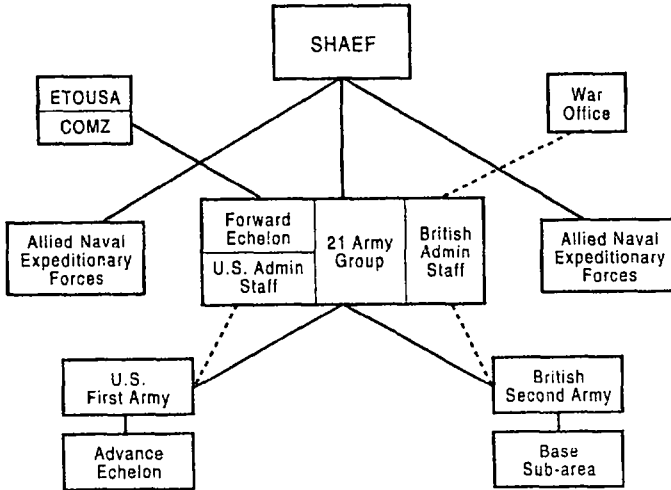 SHAEF
ETOUSA
COMZ
War
Office
Allied Naval
Expeditionary
Forces
Forward
Echelon
U.S. Admin
Staff
21 Army
Group
British
Admin
Staff
Allied Naval
Expeditionary
Forces
U.S.
First Army
British
Second Army
Advance
Echelon
Base
Sub-area